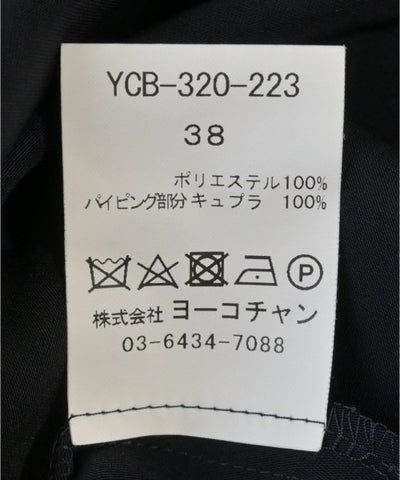 YCB-320-223
38
ポリエステル100%
パイピング部分キュプラ 100%
P
株式会社 ヨーコチャン
03-6434-7088